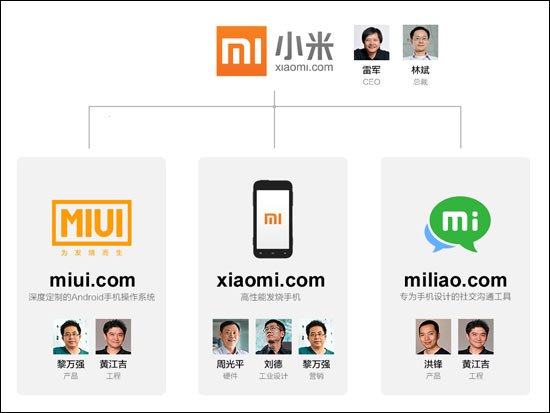 mi 小米
xiaomi.com
雷军 林斌
CEO 总裁
MIUI
为发烧而生
miui.com
深度定制的Android手机操作系统
黎万强 黄江吉
产品 工程
mi
xiaomi.com
高性能发烧手机
周光平 刘德 黎万强
硬件 工业设计 营销
mi
miliao.com
专为手机设计的社交沟通工具
洪锋 黄江吉
产品 工程